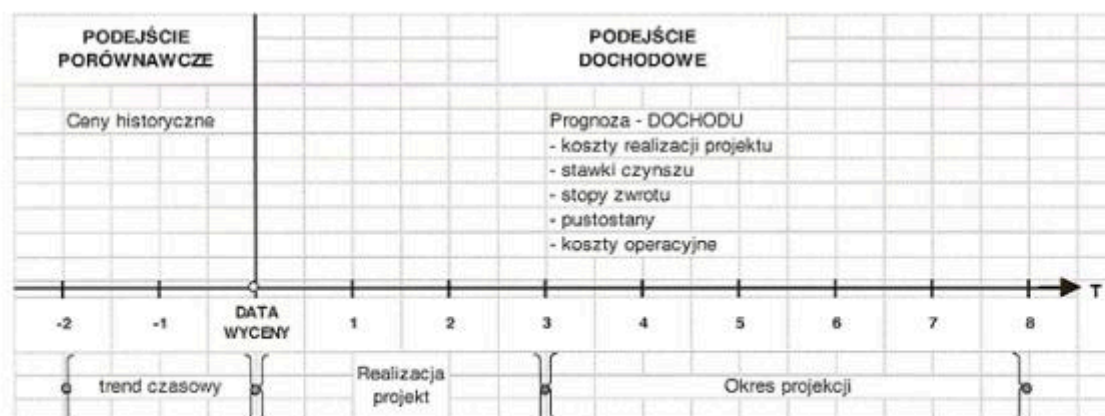 PODEJŚCIE
PORÓWNAWCZE
PODEJŚCIE
DOCHODOWE
Ceny historyczne
Prognoza - DOCHODU
- koszty realizacji projektu
- stawki czynszu
- stopy zwrotu
- pustostany
- koszty operacyjne
T
-2 -1 DATA
WYCENY 1 2 3 4 5 6 7 8
trend czasowy
Realizacja
projekt
Okres projekcji